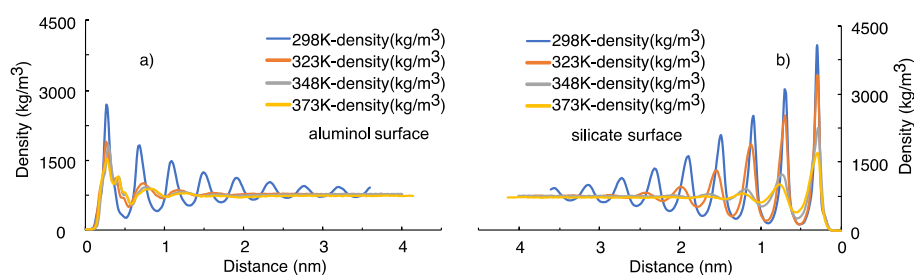 4500
3000
1500
0
Density (kg/m³)
a)
298K-density(kg/m³)
323K-density(kg/m³)
348K-density(kg/m³)
373K-density(kg/m³)
aluminol surface
0 1 2 3 4
Distance (nm)
298K-density(kg/m³)
323K-density(kg/m³)
348K-density(kg/m³)
373K-density(kg/m³)
b)
silicate surface
4500
3000
1500
0
Density (kg/m³)
4 3 2 1 0
Distance (nm)